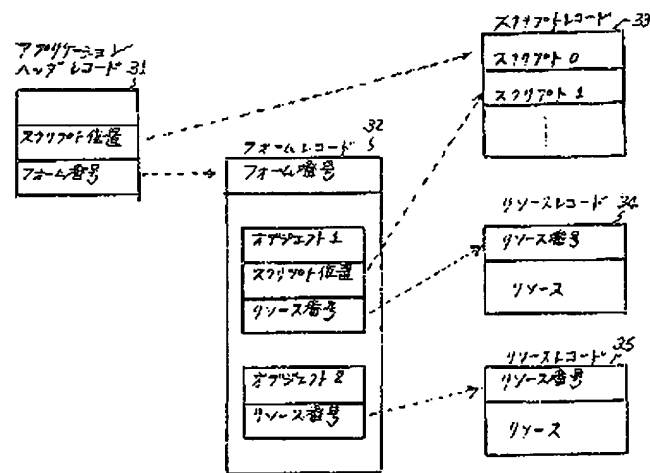 アプリケーション
ヘッダレコード 31
スクリプト位置
フォーム番号
フォームレコード 32
フォーム番号
オブジェクト1
スクリプト位置
リソース番号
オブジェクト2
リソース番号
スクリプトレコード 33
スクリプト0
スクリプト1
リソースレコード 34
リソース番号
リソース
リソースレコード 35
リソース番号
リソース